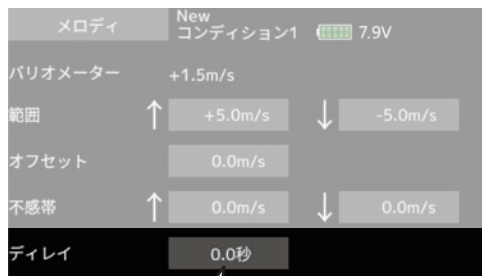 メロディ New
コンディション1 7.9V
バリオメーター +1.5m/s
範囲 ↑ +5.0m/s ↓ -5.0m/s
オフセット 0.0m/s
不感帯 ↑ 0.0m/s ↓ 0.0m/s
ディレイ 0.0秒